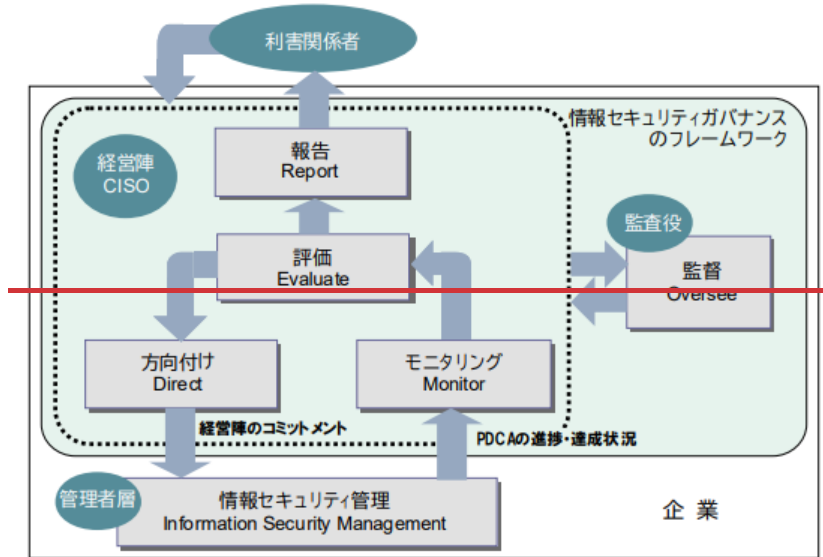 利害関係者
情報セキュリティガバナンス
のフレームワーク
経営陣
CISO
報告
Report
監査役
評価
Evaluate
監督
Oversee
方向付け
Direct
モニタリング
Monitor
経営陣のコミットメント
PDCAの進捗・達成状況
管理者層
情報セキュリティ管理
Information Security Management
企 業